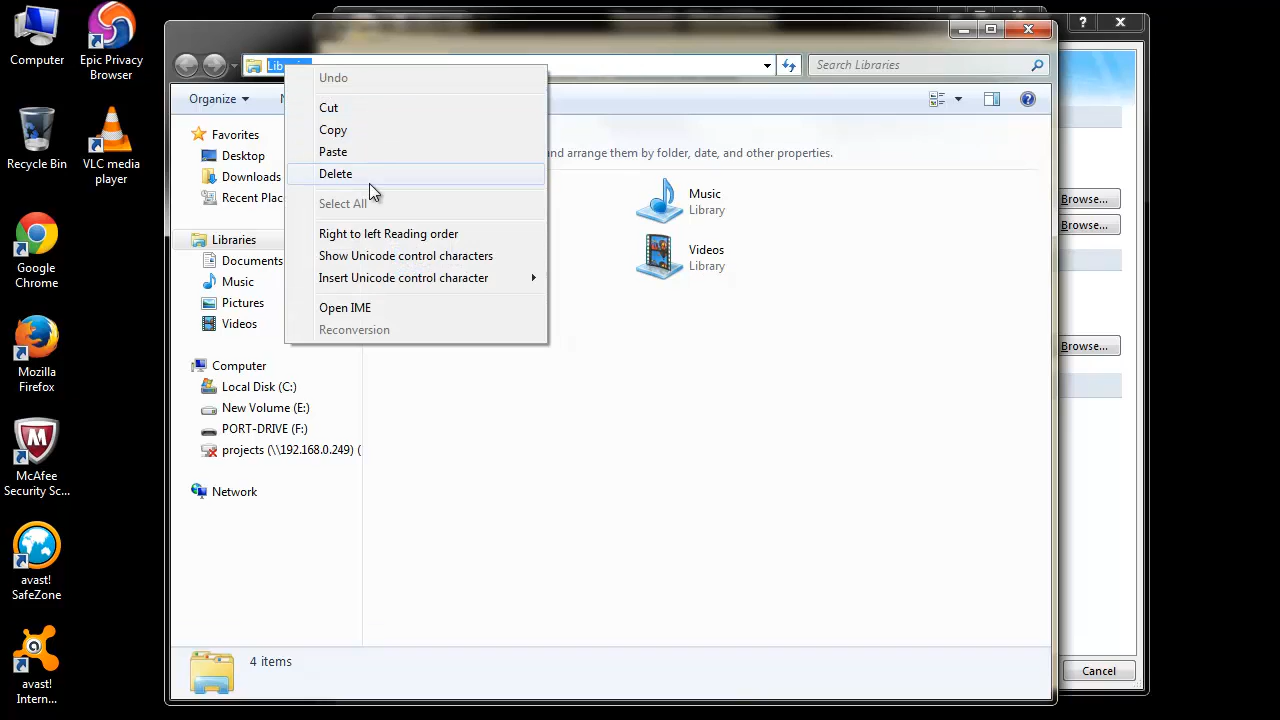 Computer
Epic Privacy
Browser
Recycle Bin
VLC media
player
Google
Chrome
Mozilla
Firefox
McAfee
Security Sc...
avast!
SafeZone
avast!
Intern...
Search Libraries
Organize
Undo
Cut
Copy
Paste
Delete
Select All
Right to left Reading order
Show Unicode control characters
Insert Unicode control character
Open IME
Reconversion
and arrange them by folder, date, and other properties.
Favorites
Desktop
Downloads
Recent Plac
Libraries
Documents
Music
Pictures
Videos
Computer
Local Disk (C:)
New Volume (E:)
PORT-DRIVE (F:)
projects (\\192.168.0.249) (
Network
Music
Library
Videos
Library
4 items
Browse...
Browse...
Browse...
Cancel